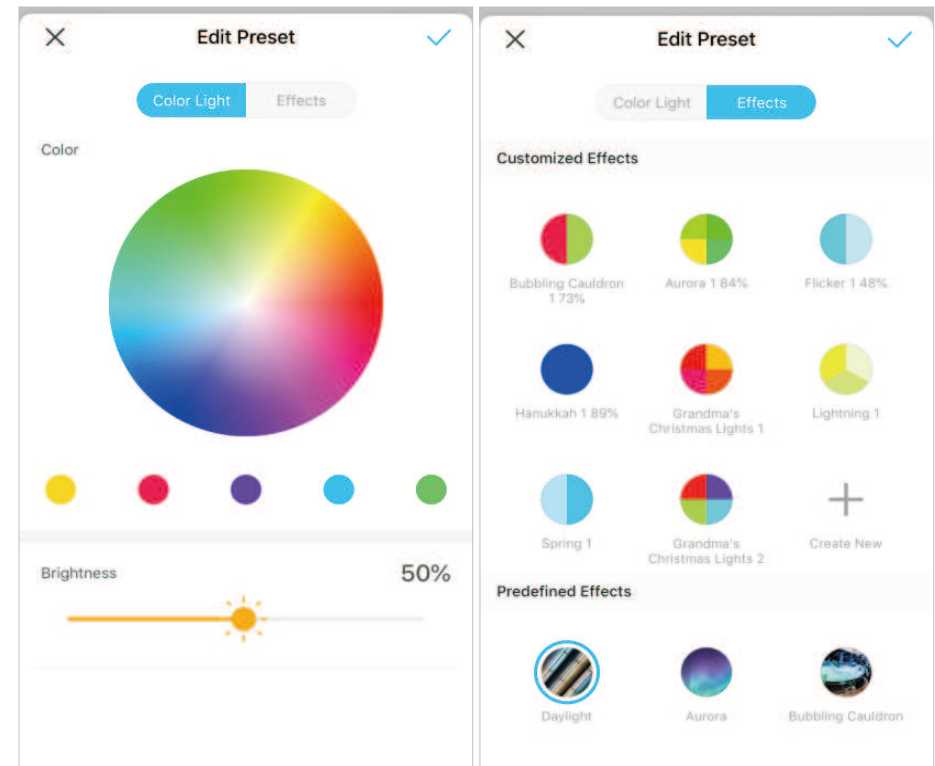 Edit Preset
Color Light
Effects
Color
Brightness
50%
Edit Preset
Color Light
Effects
Customized Effects
Bubbling Cauldron
1 73%
Aurora 1 84%
Flicker 1 48%
Hanukkah 1 89%
Grandma's
Christmas Lights 1
Lightning 1
Spring 1
Grandma's
Christmas Lights 2
Create New
Predefined Effects
Daylight
Aurora
Bubbling Cauldron